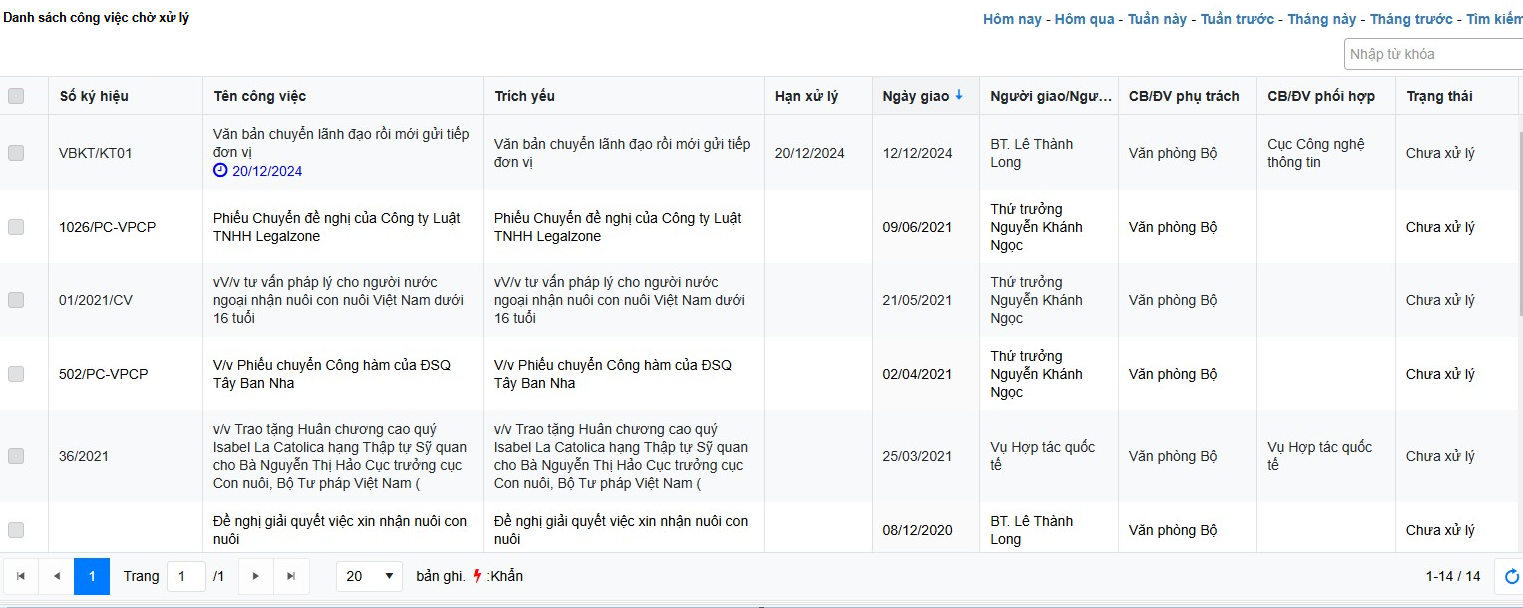 Danh sách công việc chờ xử lý
Hôm nay - Hôm qua - Tuần này - Tuần trước - Tháng này - Tháng trước - Tìm kiếm
Nhập từ khóa
Số ký hiệu Tên công việc Trích yếu Hạn xử lý Ngày giao Người giao/Ngư... CB/ĐV phụ trách CB/ĐV phối hợp Trạng thái
VBKT/KT01
Văn bản chuyển lãnh đạo rồi mới gửi tiếp
đơn vị
20/12/2024
Văn bản chuyển lãnh đạo rồi mới gửi tiếp
đơn vị
20/12/2024
12/12/2024
BT. Lê Thành
Long
Văn phòng Bộ
Cục Công nghệ
thông tin
Chưa xử lý
1026/PC-VPCP
Phiếu Chuyển đề nghị của Công ty Luật
TNHH Legalzone
Phiếu Chuyển đề nghị của Công ty Luật
TNHH Legalzone
09/06/2021
Thứ trưởng
Nguyễn Khánh
Ngọc
Văn phòng Bộ
Chưa xử lý
01/2021/CV
vV/v tư vấn pháp lý cho người nước
ngoại nhận nuôi con nuôi Việt Nam dưới
16 tuổi
vV/v tư vấn pháp lý cho người nước
ngoại nhận nuôi con nuôi Việt Nam dưới
16 tuổi
21/05/2021
Thứ trưởng
Nguyễn Khánh
Ngọc
Văn phòng Bộ
Chưa xử lý
502/PC-VPCP
V/v Phiếu chuyển Công hàm của ĐSQ
Tây Ban Nha
V/v Phiếu chuyển Công hàm của ĐSQ
Tây Ban Nha
02/04/2021
Thứ trưởng
Nguyễn Khánh
Ngọc
Văn phòng Bộ
Chưa xử lý
36/2021
v/v Trao tặng Huân chương cao quý
Isabel La Catolica hạng Thập tự Sỹ quan
cho Bà Nguyễn Thị Hảo Cục trưởng cục
Con nuôi, Bộ Tư pháp Việt Nam (
v/v Trao tặng Huân chương cao quý
Isabel La Catolica hạng Thập tự Sỹ quan
cho Bà Nguyễn Thị Hảo Cục trưởng cục
Con nuôi, Bộ Tư pháp Việt Nam (
25/03/2021
Vụ Hợp tác quốc
tế
Văn phòng Bộ
Vụ Hợp tác quốc
tế
Chưa xử lý
Đề nghị giải quyết việc xin nhận nuôi con
nuôi
Đề nghị giải quyết việc xin nhận nuôi con
nuôi
08/12/2020
BT. Lê Thành
Long
Văn phòng Bộ
Chưa xử lý
1 Trang 1 /1 20 bản ghi. :Khẩn 1-14 / 14